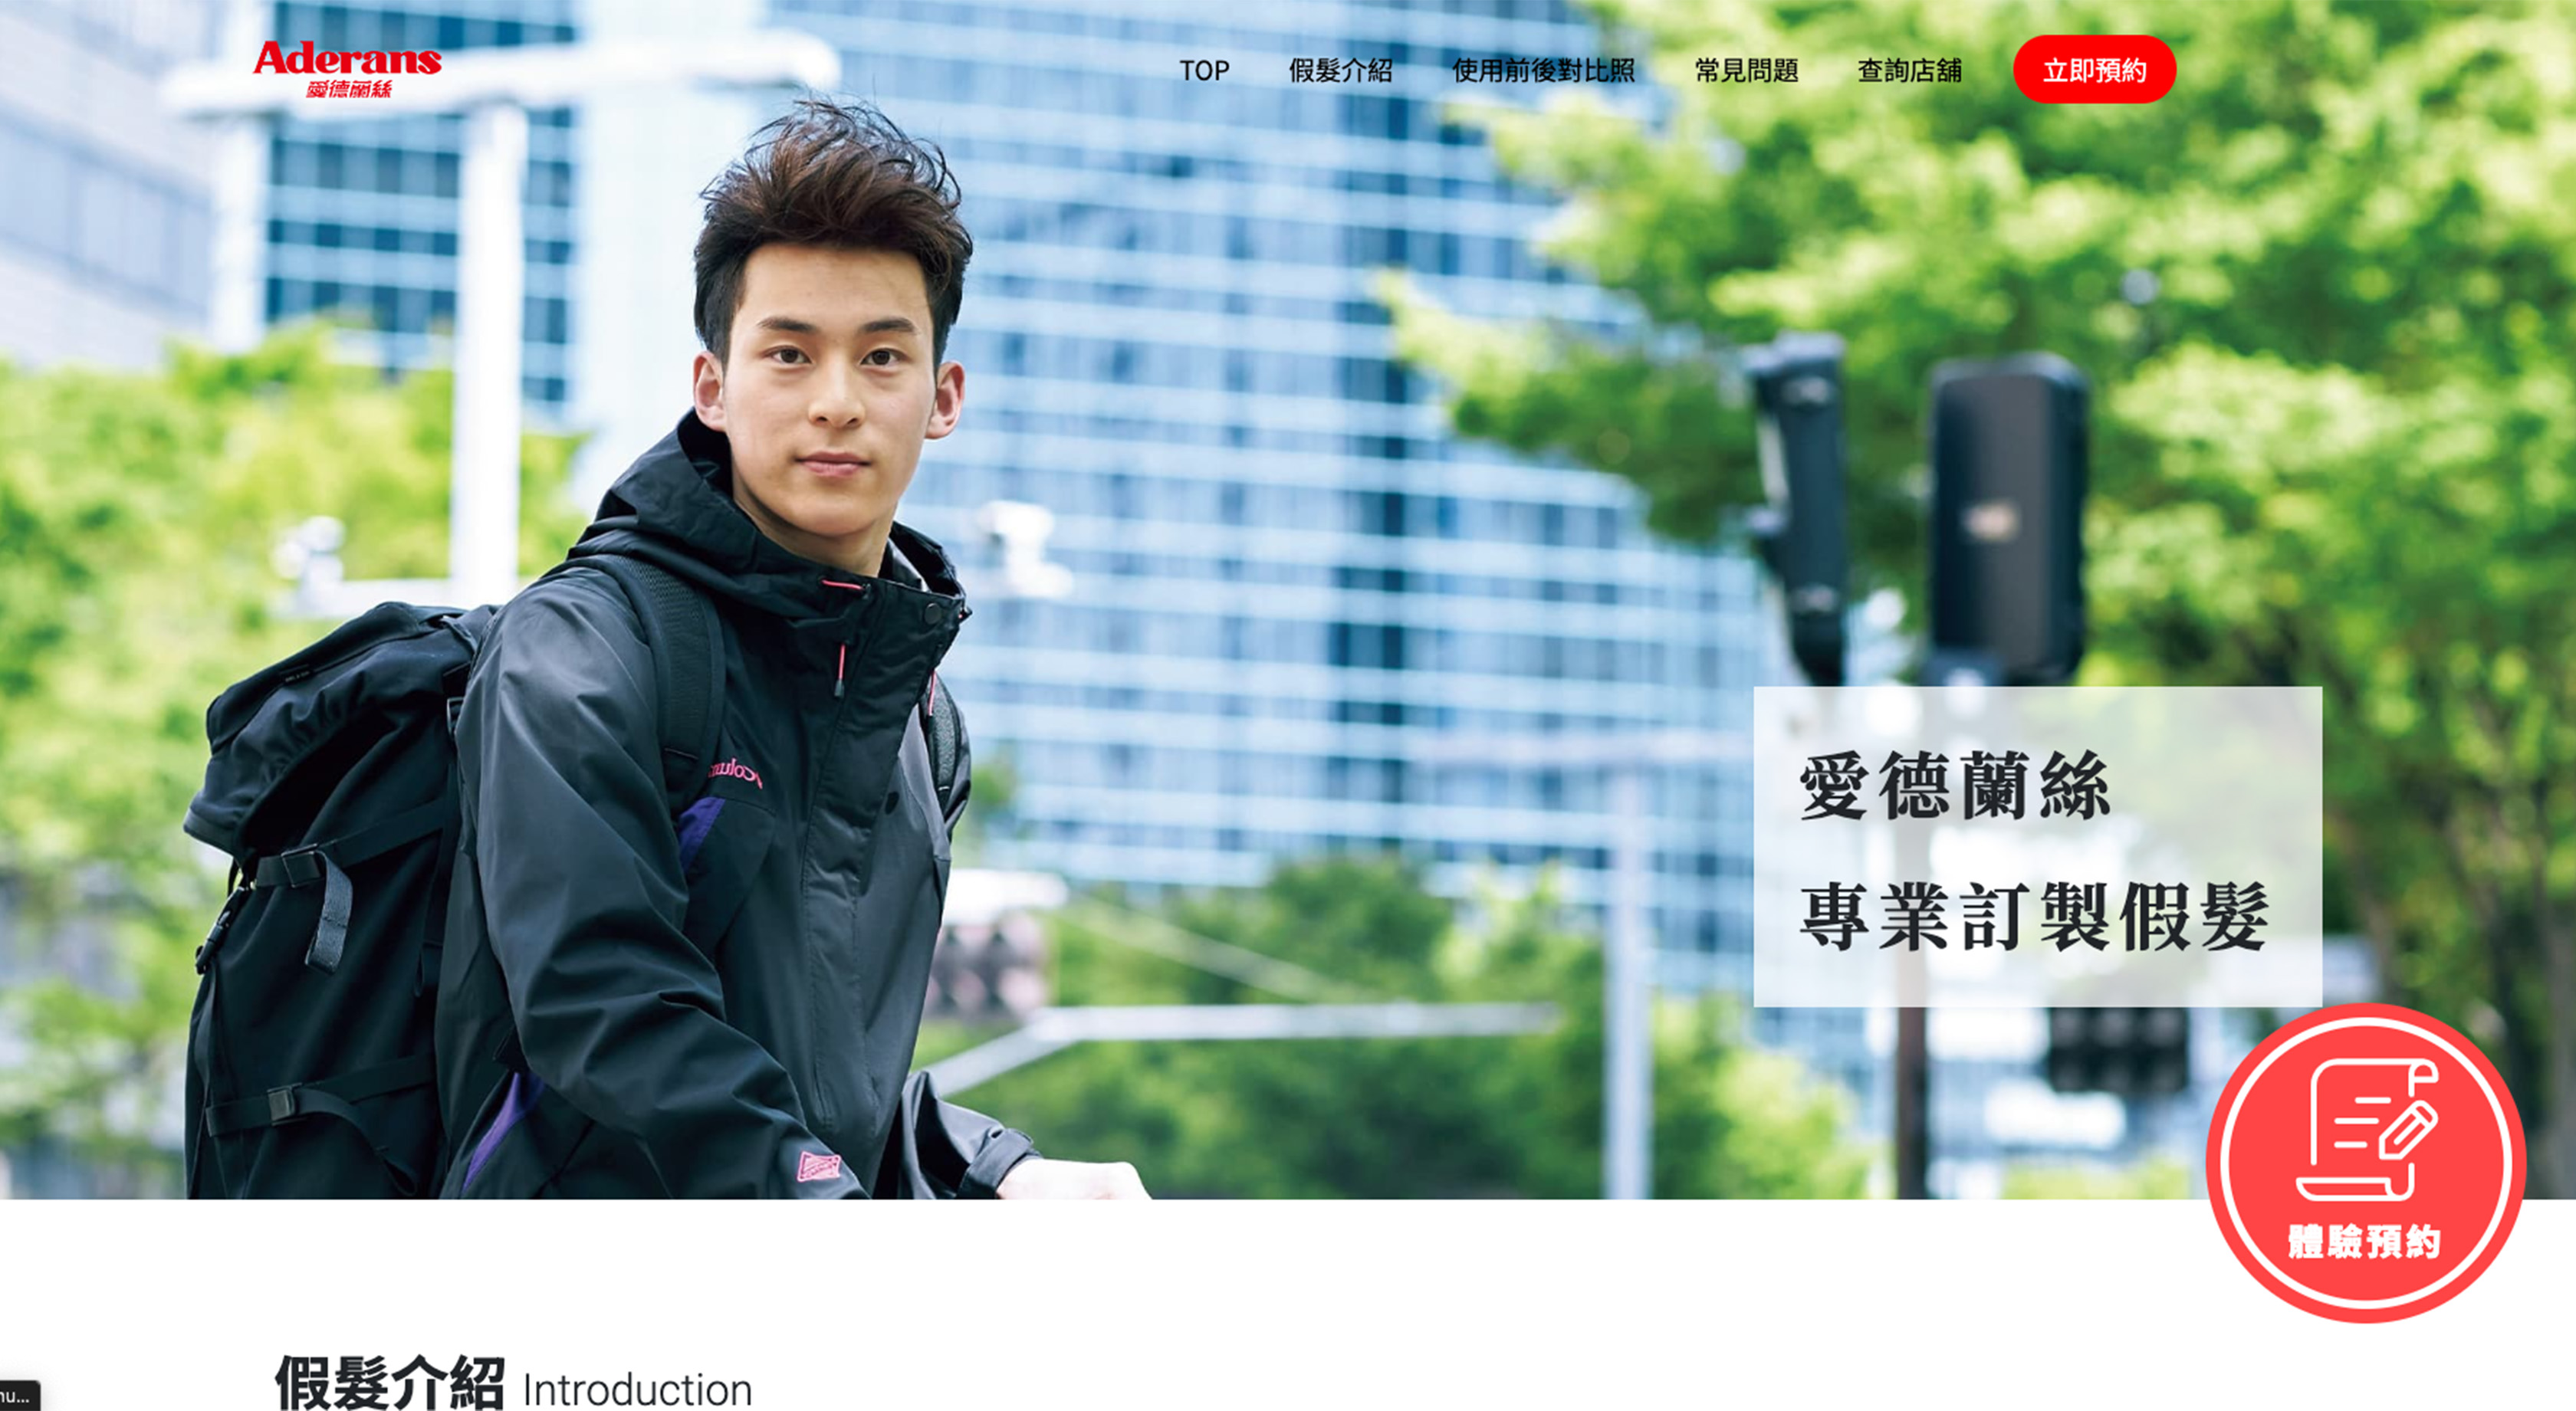 Aderans
愛德蘭絲
TOP 假髮介紹 使用前後對比照 常見問題 查詢店舖 立即預約
愛德蘭絲
專業訂製假髮
體驗預約
假髮介紹 Introduction